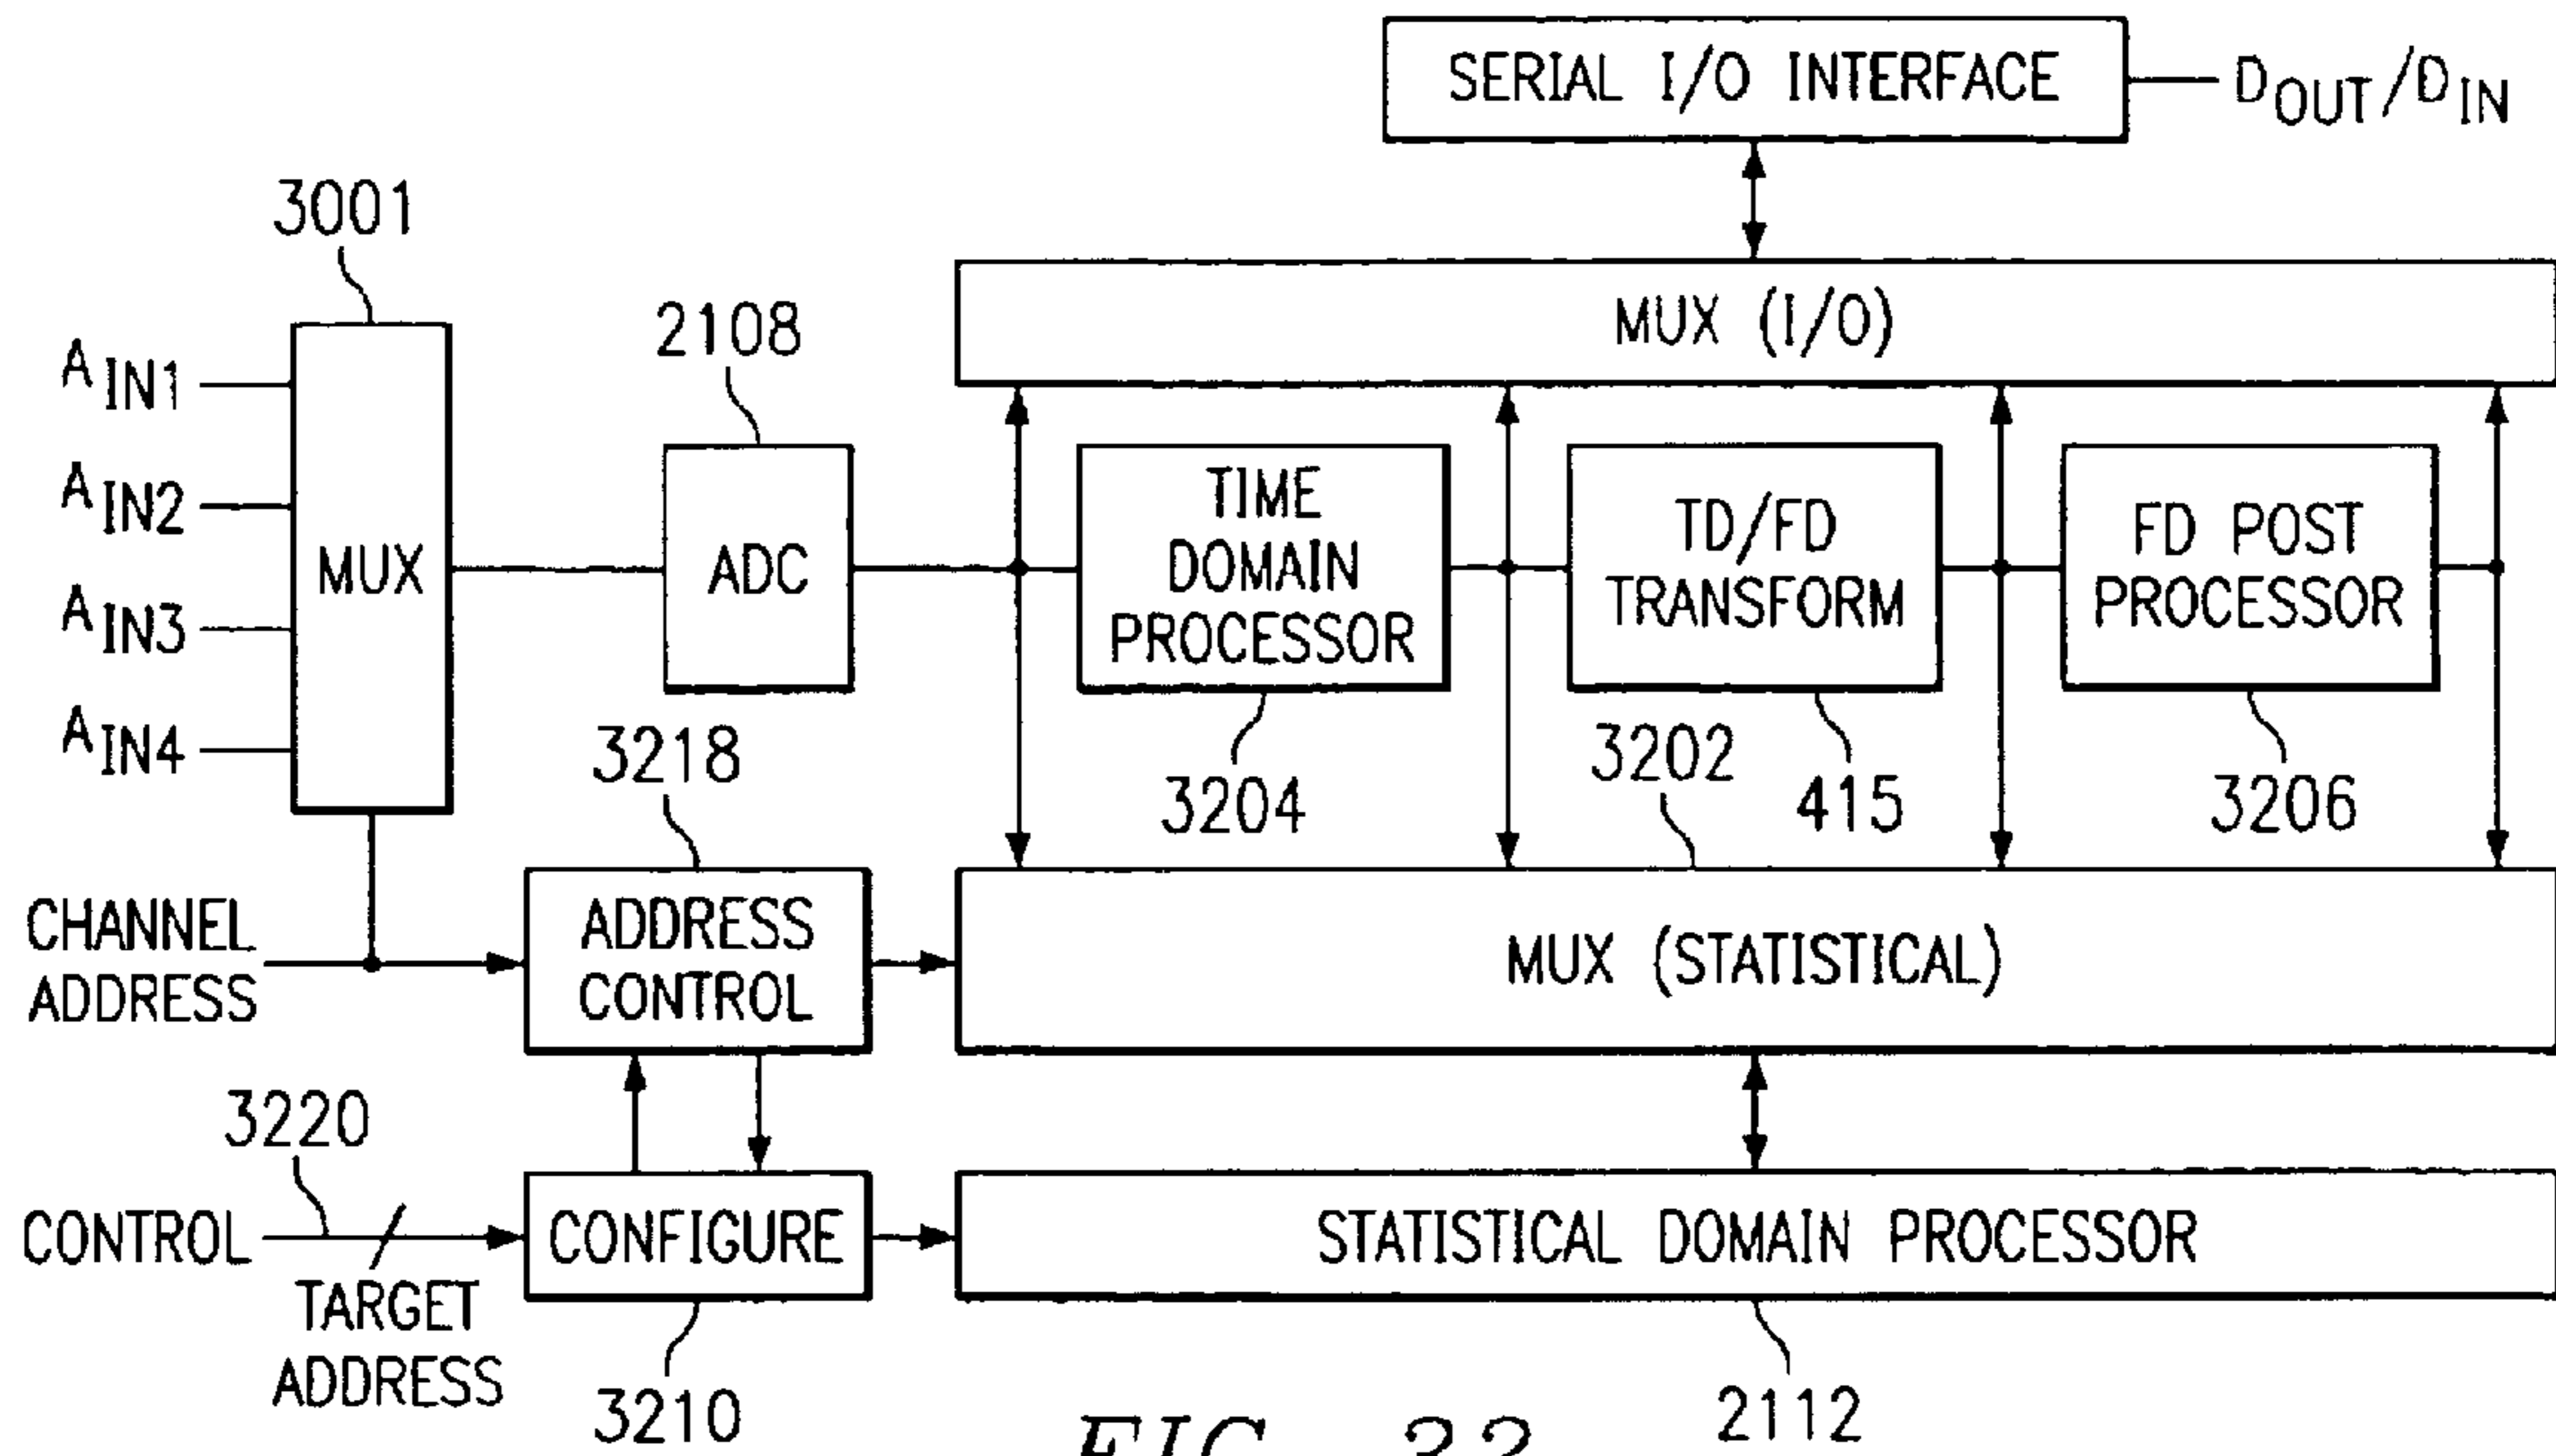 SERIAL I/O INTERFACE
DOUT/DIN
3001
MUX (I/O)
2108
AIN1
AIN2
AIN3
AIN4
MUX
ADC
TIME
DOMAIN
PROCESSOR
TD/FD
TRANSFORM
FD POST
PROCESSOR
3218
3204
3202
415
3206
CHANNEL
ADDRESS
ADDRESS
CONTROL
MUX (STATISTICAL)
3220
CONTROL
TARGET
ADDRESS
CONFIGURE
STATISTICAL DOMAIN PROCESSOR
3210
2112